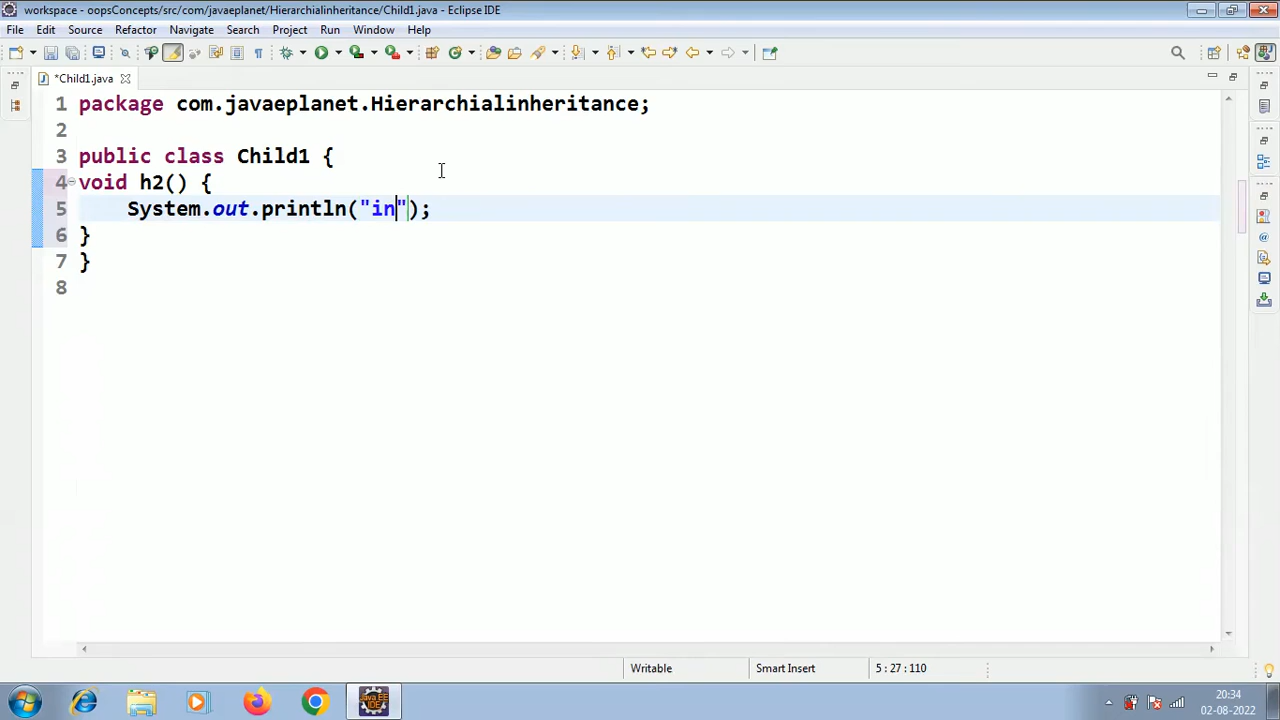 workspace - oopsConcepts/src/com/javaeplanet/Hierarchialinheritance/Child1.java - Eclipse IDE
File Edit Source Refactor Navigate Search Project Run Window Help
*Child1.java
1 package com.javaeplanet.Hierarchialinheritance;
2
3 public class Child1 {
4 void h2() {
5 System.out.println("in");
6 }
7 }
8
Writable Smart Insert 5 : 27 : 110
20:34
02-08-2022